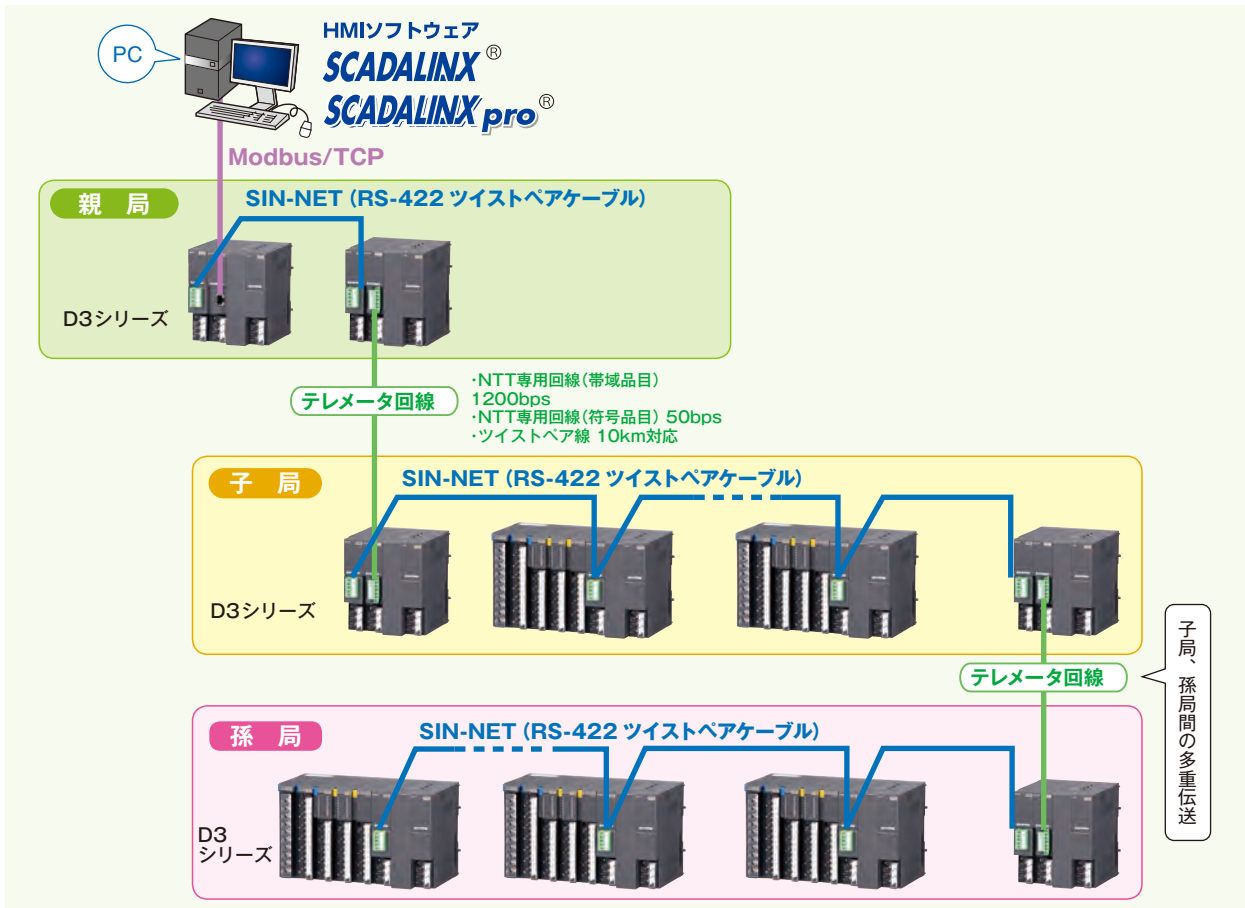 PC
HMIソフトウェア
SCADALINX®
SCADALINX pro®
Modbus/TCP
親 局
SIN-NET (RS-422 ツイストペアケーブル)
D3シリーズ
テレメータ回線
・NTT専用回線(帯域品目)
1200bps
・NTT専用回線(符号品目) 50bps
・ツイストペア線 10km対応
子 局
SIN-NET (RS-422 ツイストペアケーブル)
D3シリーズ
テレメータ回線
子局、孫局間の多重伝送
孫 局
SIN-NET (RS-422 ツイストペアケーブル)
D3
シリーズ